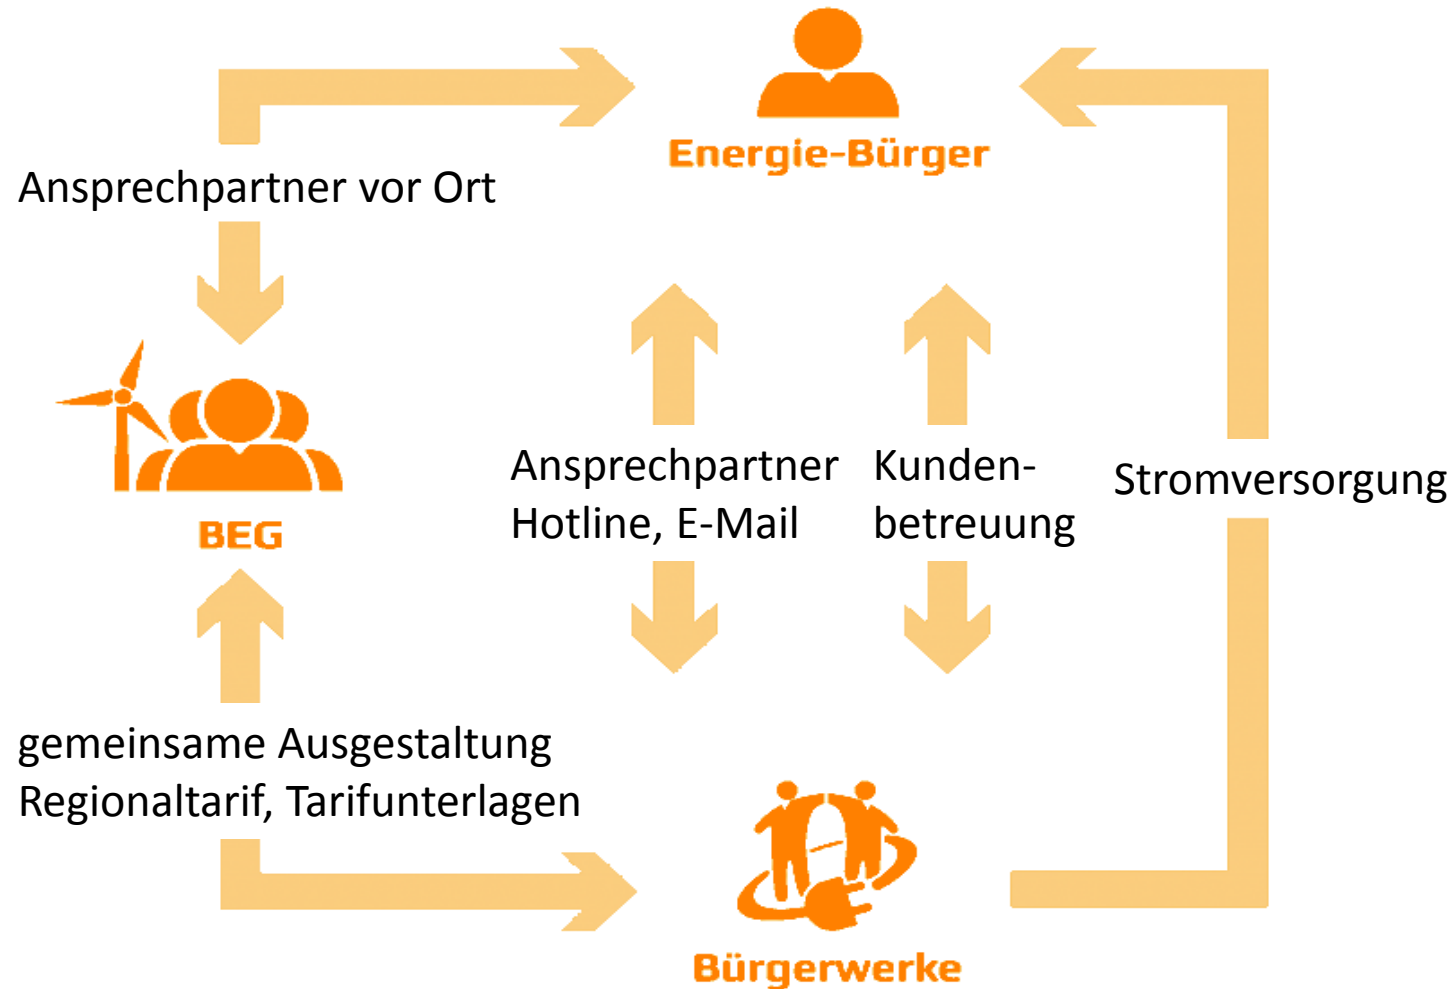 Energie-Bürger
Ansprechpartner vor Ort
BEG
Ansprechpartner
Hotline, E-Mail
Kunden-
betreuung
Stromversorgung
gemeinsame Ausgestaltung
Regionaltarif, Tarifunterlagen
Bürgerwerke